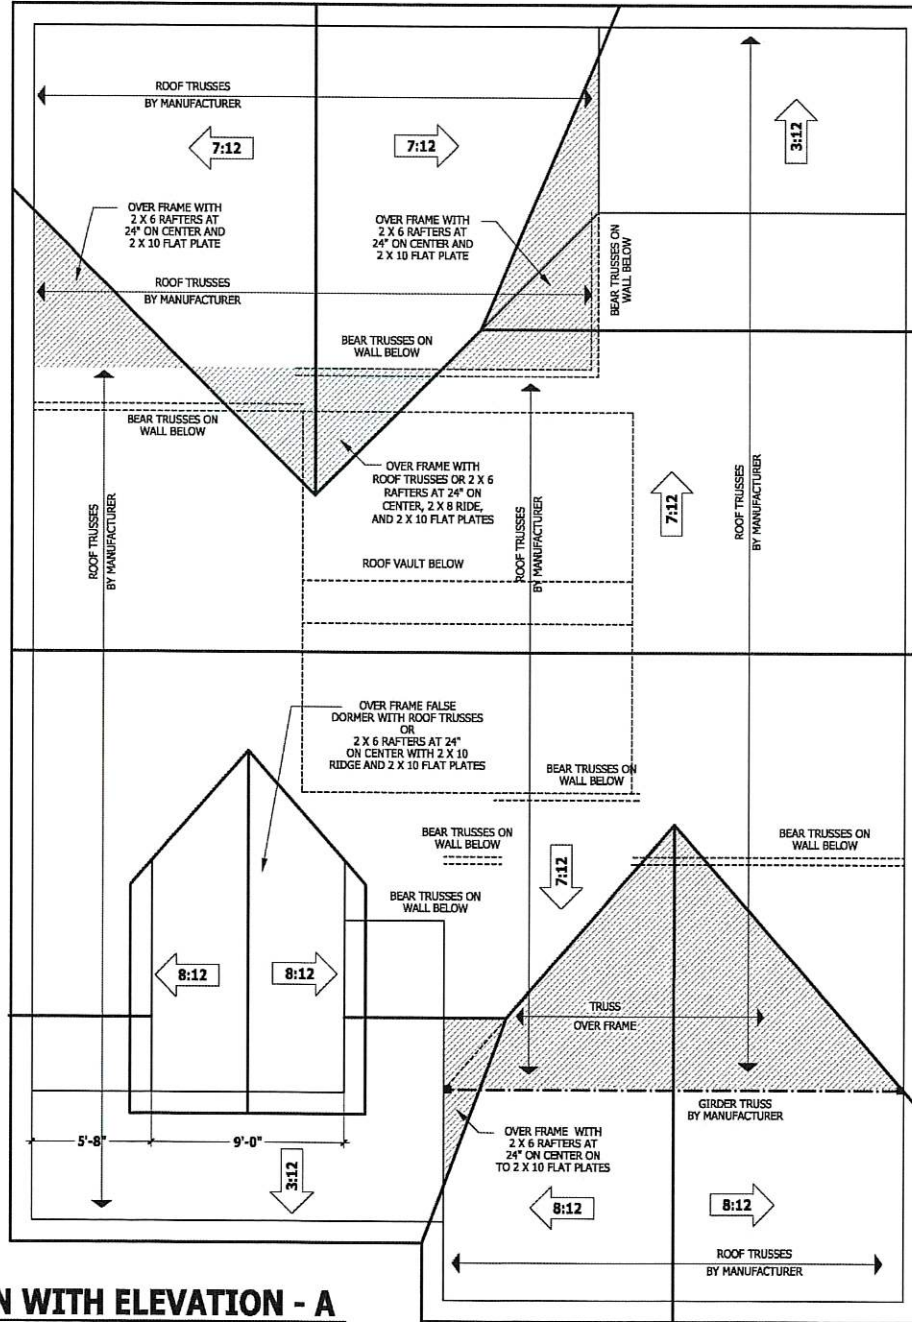 ROOF TRUSSES
BY MANUFACTURER
7:12
7:12
3:12
OVER FRAME WITH
2 X 6 RAFTERS AT
24" ON CENTER AND
2 X 10 FLAT PLATE
OVER FRAME WITH
2 X 6 RAFTERS AT
24" ON CENTER AND
2 X 10 FLAT PLATE
BEAR TRUSSES ON
WALL BELOW
ROOF TRUSSES
BY MANUFACTURER
BEAR TRUSSES ON
WALL BELOW
BEAR TRUSSES ON
WALL BELOW
OVER FRAME WITH
ROOF TRUSSES OR 2 X 6
RAFTERS AT 24" ON
CENTER, 2 X 8 RIDE,
AND 2 X 10 FLAT PLATES
ROOF TRUSSES
BY MANUFACTURER
ROOF TRUSSES
BY MANUFACTURER
7:12
ROOF TRUSSES
BY MANUFACTURER
ROOF VAULT BELOW
OVER FRAME FALSE
DORMER WITH ROOF TRUSSES
OR
2 X 6 RAFTERS AT 24"
ON CENTER WITH 2 X 10
RIDGE AND 2 X 10 FLAT PLATES
BEAR TRUSSES ON
WALL BELOW
BEAR TRUSSES ON
WALL BELOW
7:12
BEAR TRUSSES ON
WALL BELOW
BEAR TRUSSES ON
WALL BELOW
8:12
8:12
TRUSS
OVER FRAME
GIRDER TRUSS
BY MANUFACTURER
5'-8"
9'-0"
OVER FRAME WITH
2 X 6 RAFTERS AT
24" ON CENTER ON
TO 2 X 10 FLAT PLATES
3:12
8:12
8:12
ROOF TRUSSES
BY MANUFACTURER
N WITH ELEVATION - A